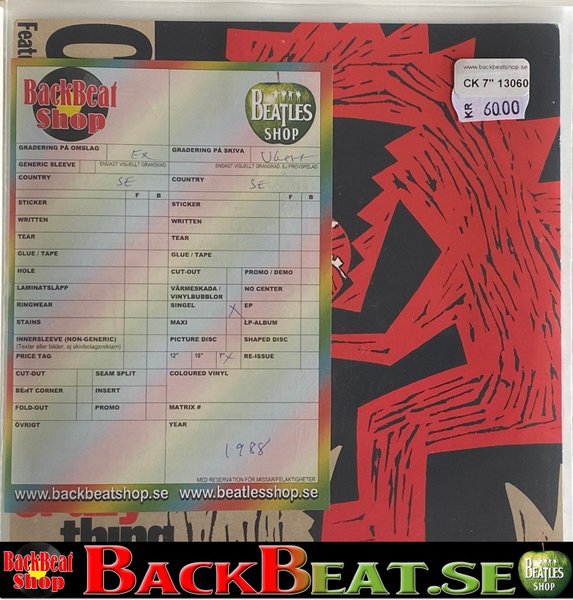 Featu
www.backbeatshop.se
CK 7" 13060
KR 6000
BackBeat Shop
BEATLES SHOP
GRADERING PÅ OMSLAG Ex
GRADERING PÅ SKIVA
GENERIC SLEEVE
ENDAST VISUELLT GRANSKAD
ENDAST VISUELLT GRANSKAD, EJ PROVSPELAD
COUNTRY SE
COUNTRY SE
F B
F B
STICKER
STICKER
WRITTEN
WRITTEN
TEAR
TEAR
GLUE / TAPE
GLUE / TAPE
HOLE
CUT-OUT
PROMO / DEMO
LAMINATSLÄPP
VÄRMESKADA / VINYLBUBBLOR
NO CENTER
RINGWEAR
SINGEL X
EP
STAINS
MAXI
LP-ALBUM
INNERSLEEVE (NON-GENERIC)
(Texter eller bilder, ej skivbolagsreklam)
PICTURE DISC
SHAPED DISC
PRICE TAG
12" 10" 7" X
RE-ISSUE
CUT-OUT
SEAM SPLIT
COLOURED VINYL
BENT CORNER
INSERT
FOLD-OUT
PROMO
MATRIX #
ÖVRIGT
YEAR
1988
MED RESERVATION FÖR MISSAR/FELAKTIGHETER
www.backbeatshop.se www.beatlesshop.se
thing
BackBeat Shop
BACKBEAT.SE
BEATLES SHOP